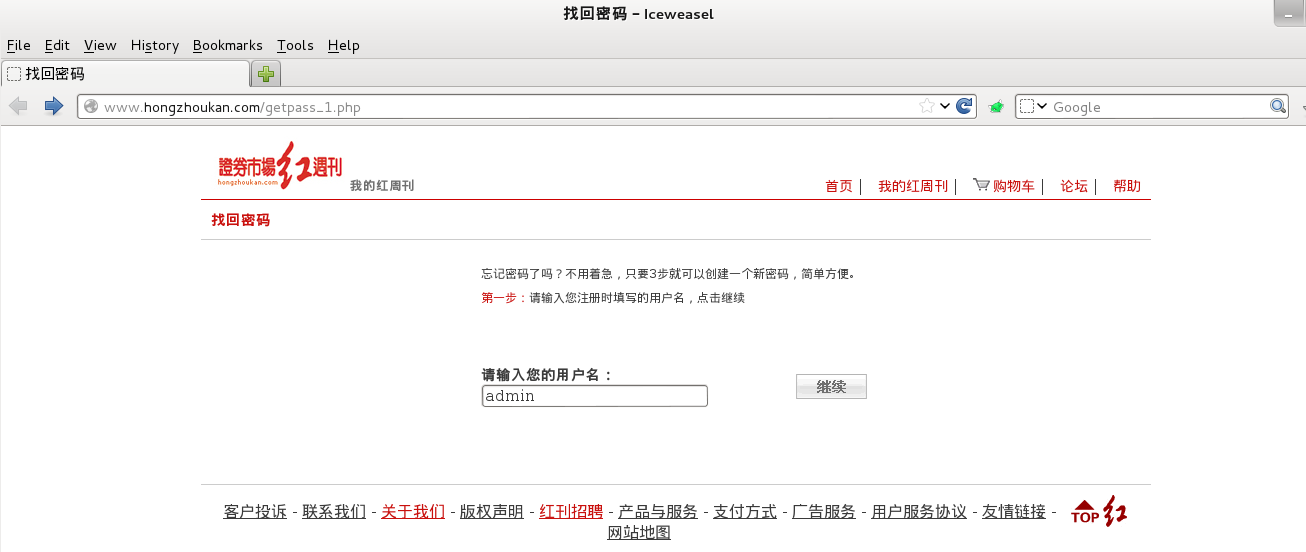 找回密码 - Iceweasel
File Edit View History Bookmarks Tools Help
找回密码
www.hongzhoukan.com/getpass_1.php Google
證券市場红週刊
hongzhoukan.com
我的红周刊
首页 | 我的红周刊 | 购物车 | 论坛 | 帮助
找回密码
忘记密码了吗？不用着急，只要3步就可以创建一个新密码，简单方便。
第一步：请输入您注册时填写的用户名，点击继续
请输入您的用户名：
admin
继续
客户投诉 - 联系我们 - 关于我们 - 版权声明 - 红刊招聘 - 产品与服务 - 支付方式 - 广告服务 - 用户服务协议 - 友情链接 -
网站地图
TOP 红